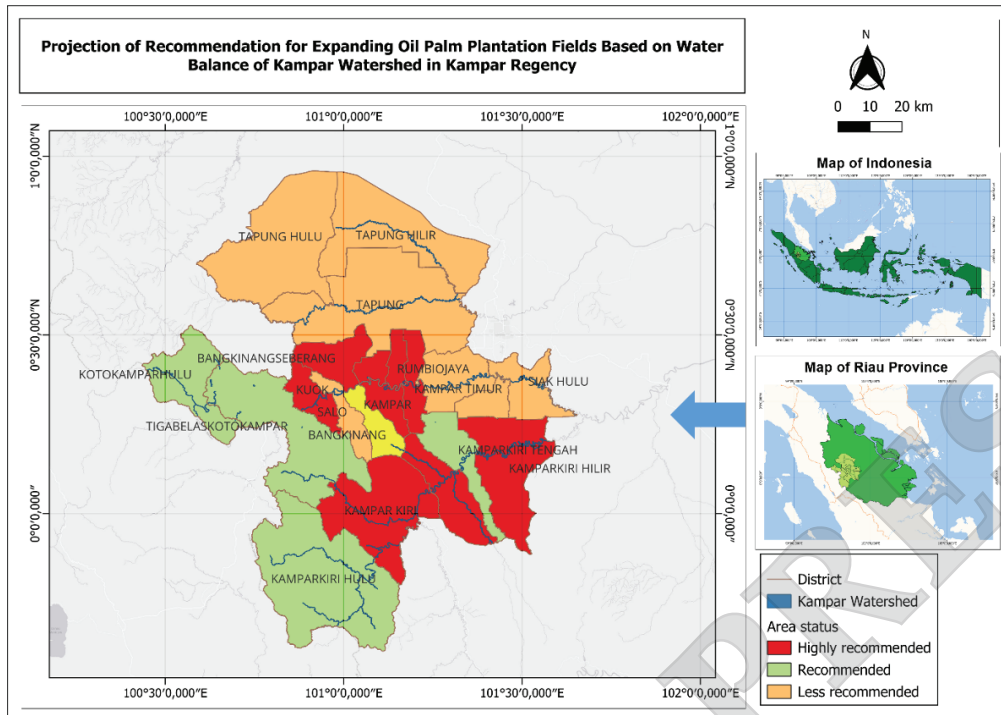 Projection of Recommendation for Expanding Oil Palm Plantation Fields Based on Water
Balance of Kampar Watershed in Kampar Regency
N
0 10 20 km
100°30'0,000"E 101°0'0,000"E 101°30'0,000"E 102°0'0,000"E
1°0'0,000"N
1°0'0,000"N
TAPUNG HULU
TAPUNG HILIR
TAPUNG
0°30'0,000"N
0°30'0,000"N
BANGKINANGSEBERANG
RUMBIOJAYA
KOTOKAMPARHULU
KUOK
KAMPAR TIMUR
SIAK HULU
SALO
KAMPAR
TIGABELASKOTOKAMPAR
BANGKINANG
KAMPARKIRI TENGAH
KAMPARKIRI HILIR
KAMPAR KIRI
0°0'0,000"
0°0'0,000"
KAMPARKIRI HULU
100°30'0,000"E 101°0'0,000"E 101°30'0,000"E 102°0'0,000"E
Map of Indonesia
Map of Riau Province
District
Kampar Watershed
Area status
Highly recommended
Recommended
Less recommended
PRES